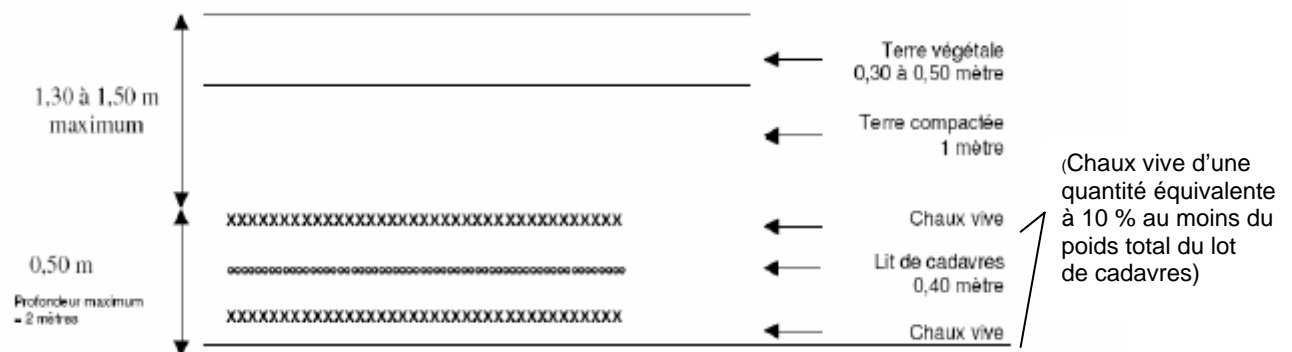 1,30 à 1,50 m
maximum
Terre végétale
0,30 à 0,50 mètre
Terre compactée
1 mètre
(Chaux vive d'une
quantité équivalente
à 10 % au moins du
poids total du lot
de cadavres)
XXXXXXXXXXXXXXXXXXXXXXXXXXXXXXXXXXXXX
Chaux vive
0,50 m
Profondeur maximum
= 2 mètres
Lit de cadavres
0,40 mètre
XXXXXXXXXXXXXXXXXXXXXXXXXXXXXXXXXXXXX
Chaux vive